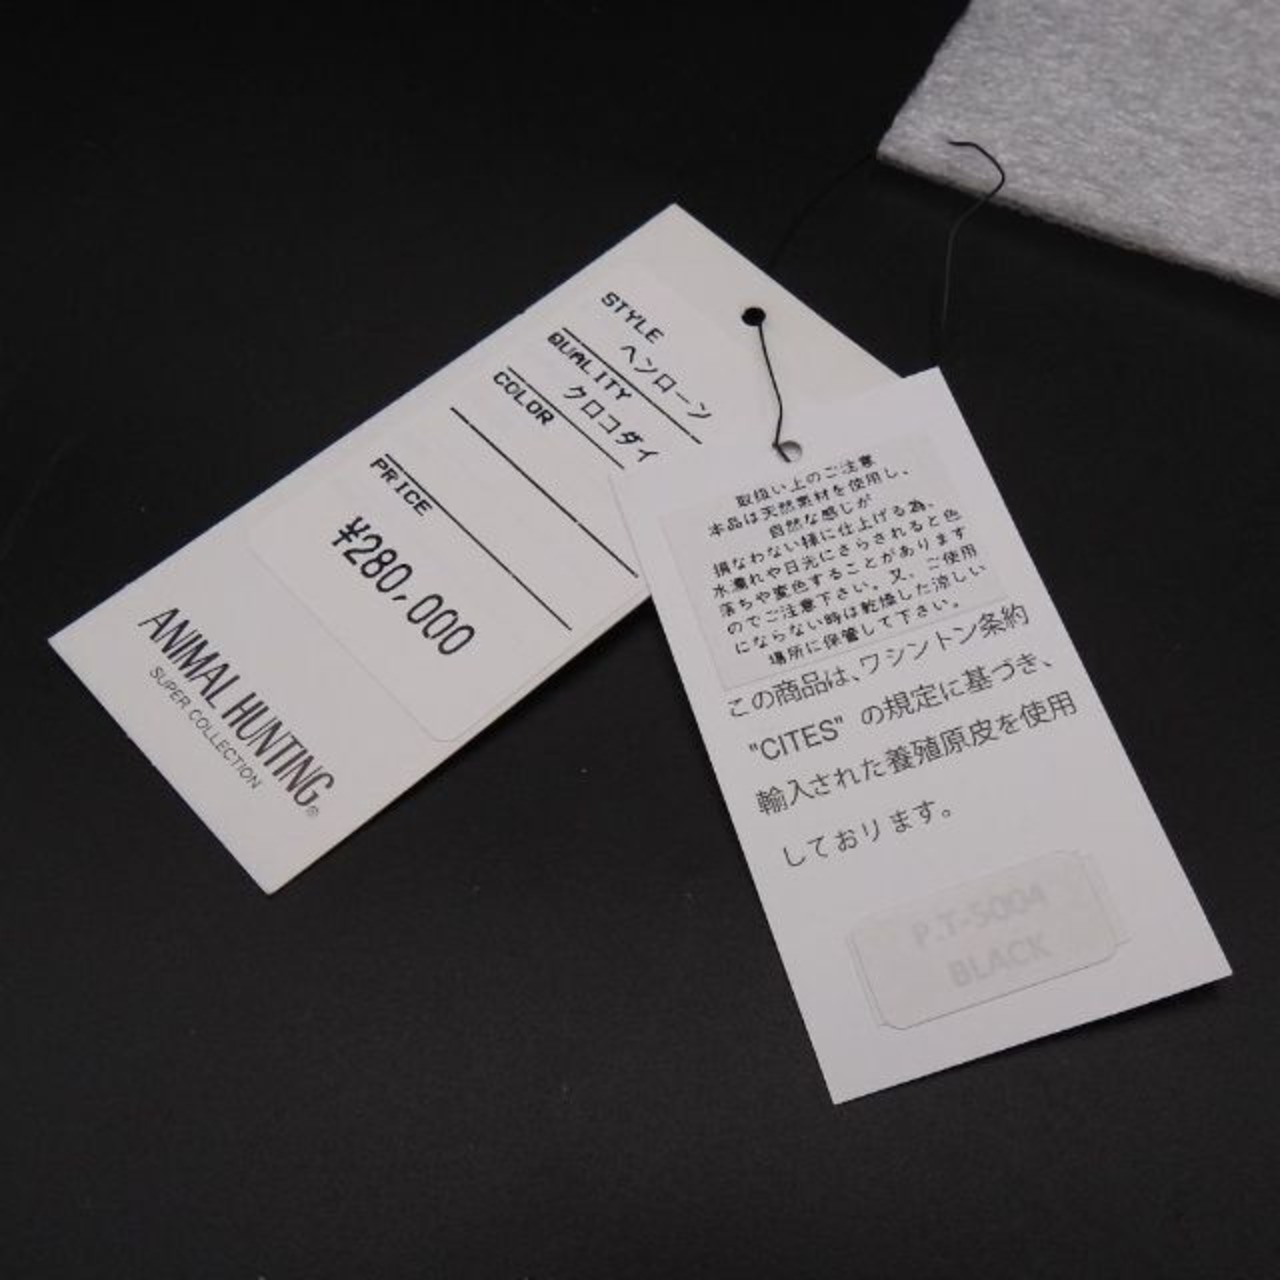 STYLE
ヘンローン
QUALITY
クロコダイ
COLOR
PRICE
¥280,000
ANIMAL HUNTING®
SUPER COLLECTION
取扱い上のご注意
本品は天然素材を使用し、
自然な感じが
損なわない様に仕上げる為、
水濡れや日光にさらされると色
落ちや変色することがあります
のでご注意下さい。又、ご使用
にならない時は乾燥した涼しい
場所に保管して下さい。
この商品は、ワシントン条約
"CITES" の規定に基づき、
輸入された養殖原皮を使用
しております。
P.T-5004
BLACK